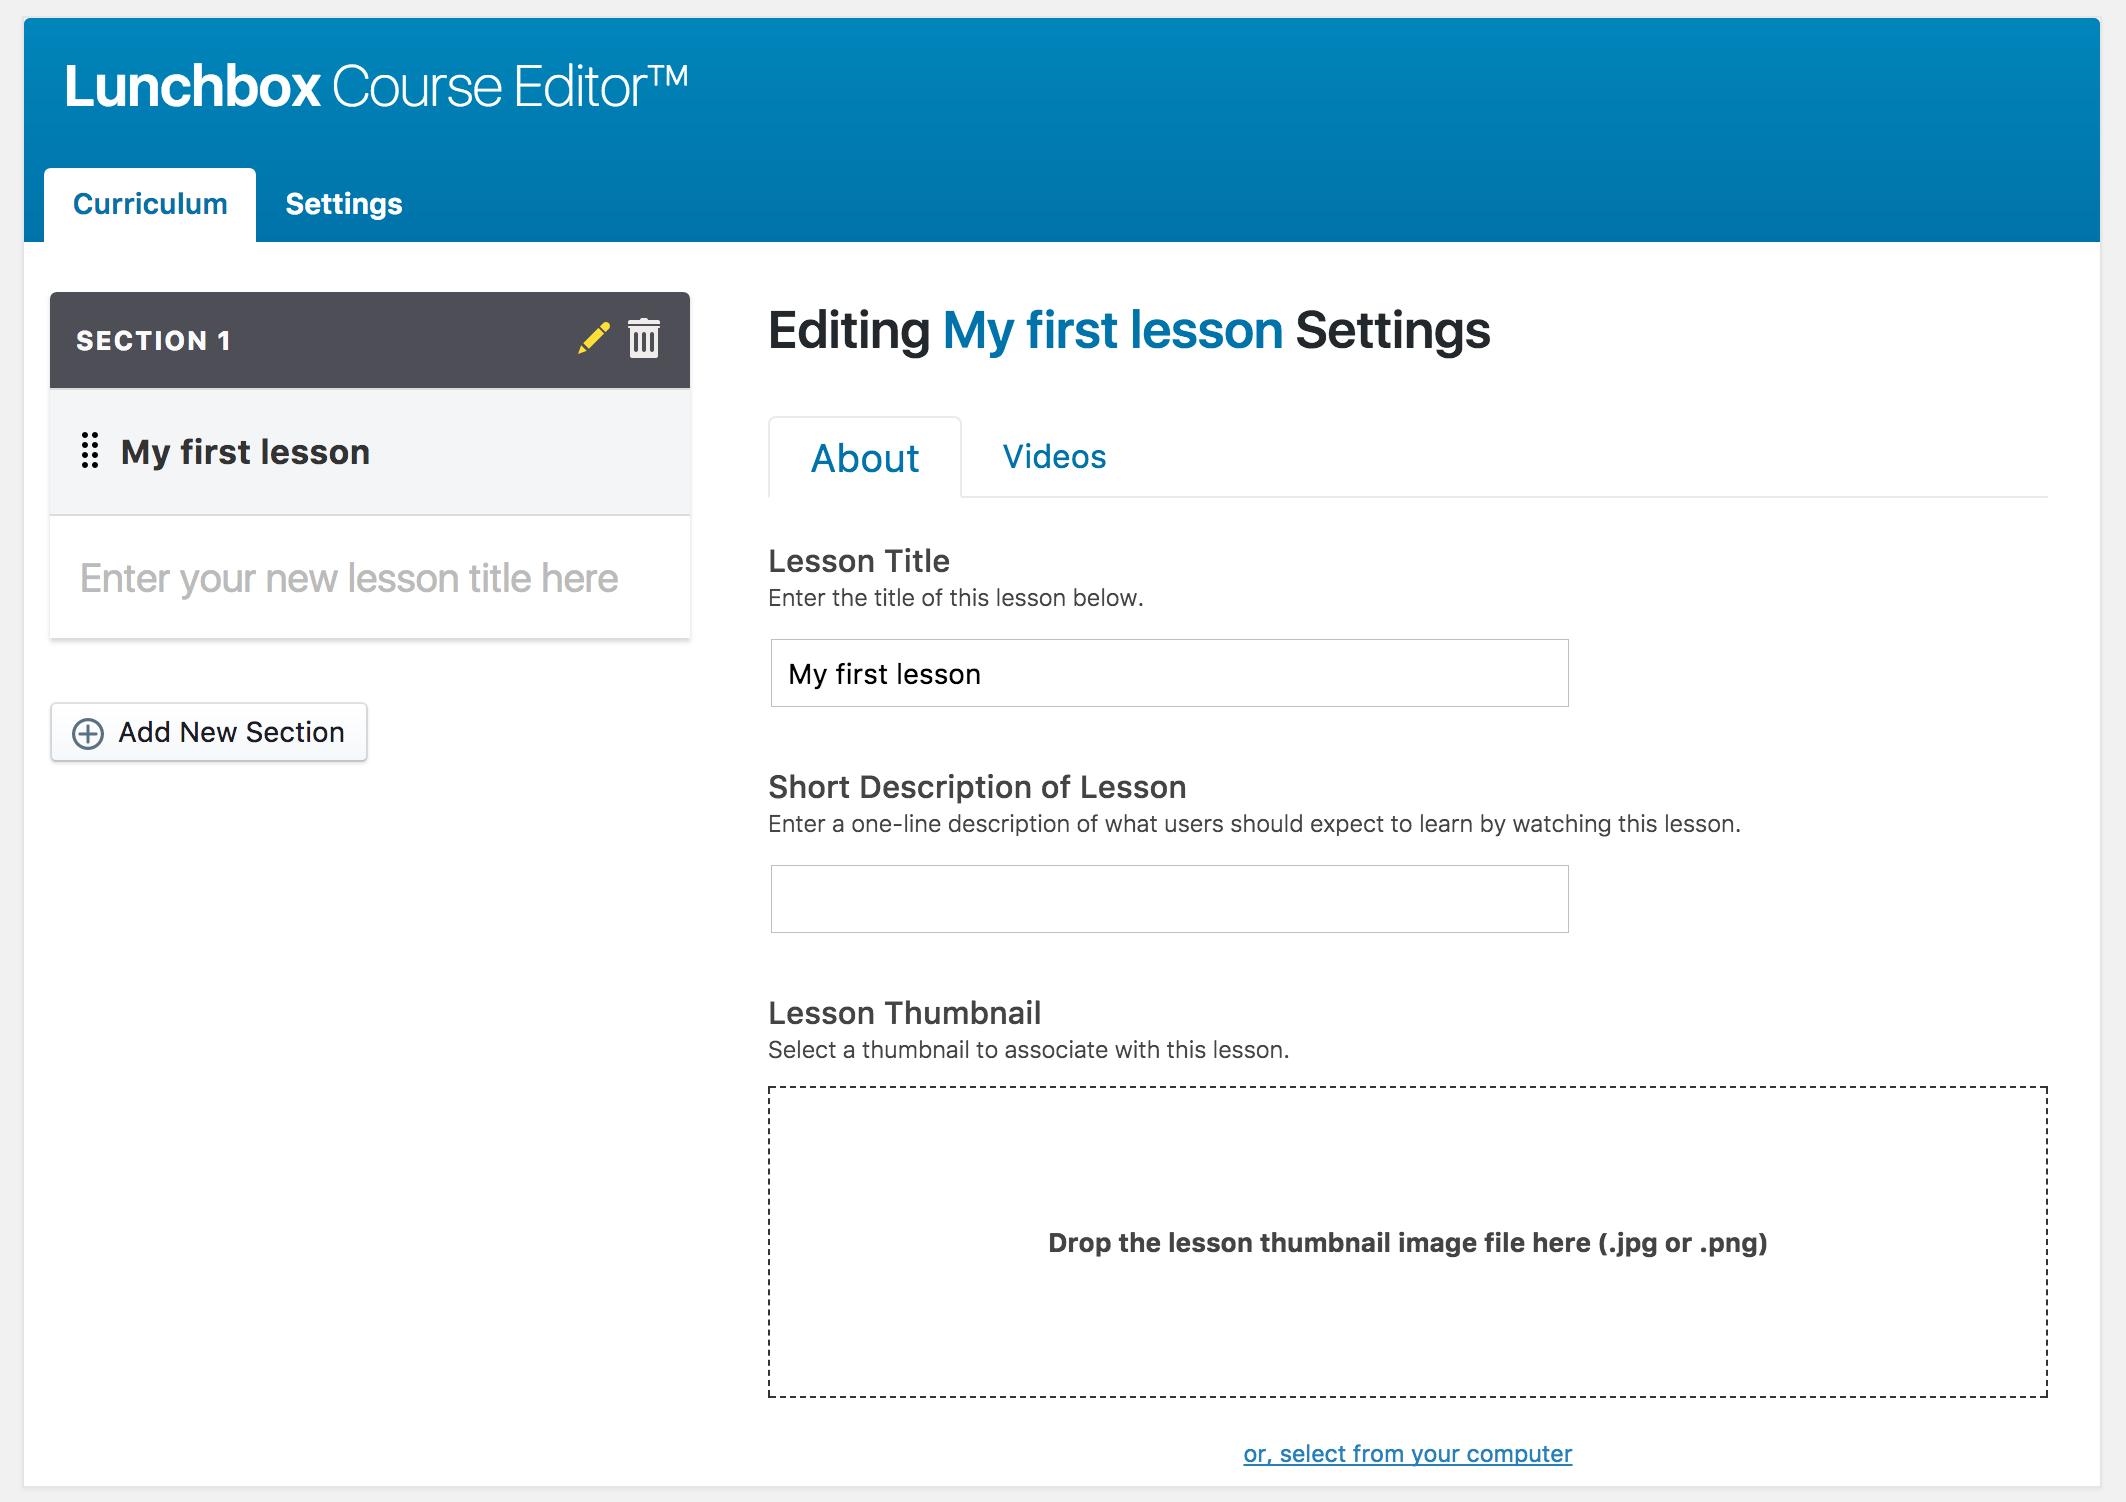 Lunchbox Course Editor™
Curriculum
Settings
SECTION 1
My first lesson
Enter your new lesson title here
Add New Section
Editing My first lesson Settings
About
Videos
Lesson Title
Enter the title of this lesson below.
My first lesson
Short Description of Lesson
Enter a one-line description of what users should expect to learn by watching this lesson.
Lesson Thumbnail
Select a thumbnail to associate with this lesson.
Drop the lesson thumbnail image file here (.jpg or .png)
or, select from your computer